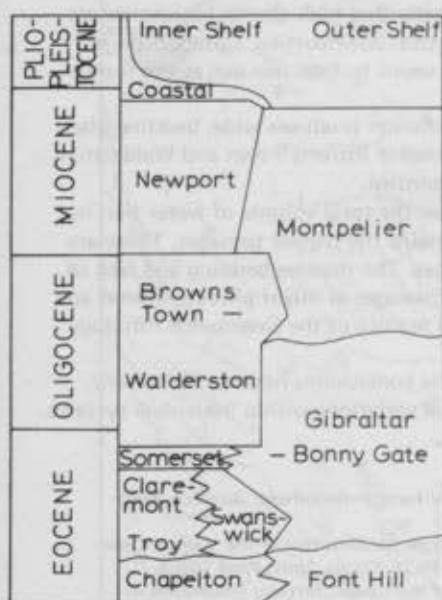 Inner Shelf Outer Shelf
PLIO-
PLEIS-
TOCENE
Coastal
MIOCENE
Newport
Montpelier
OLIGOCENE
Browns
Town —
Walderston
Gibraltar
— Bonny Gate
EOCENE
Somerset
Clare-
mont
Swans-
wick
Troy
Chapelton Font Hill